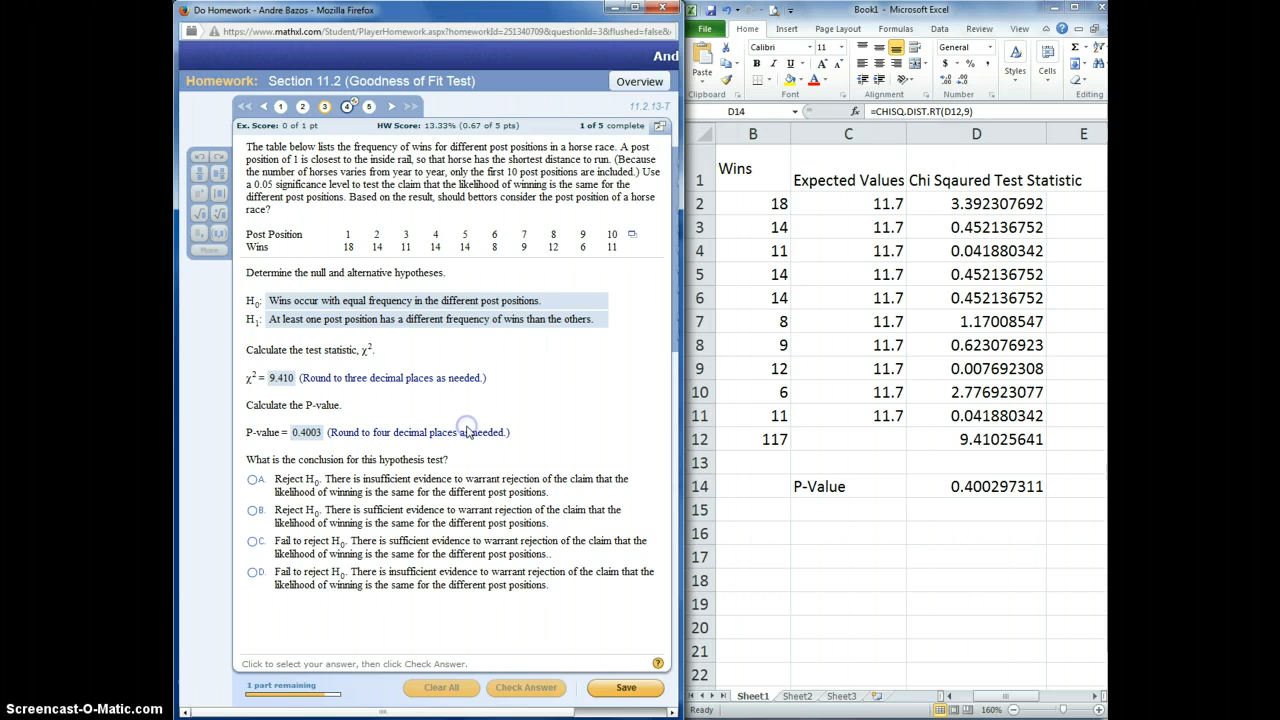 Do Homework - Andre Bazos - Mozilla Firefox
https://www.mathxl.com/Student/PlayerHomework.aspx?homeworkId=251340709&questionId=3&flushed=false&
And
Homework: Section 11.2 (Goodness of Fit Test)
Overview
1 2 3 4 5
11.2.13-T
Ex. Score: 0 of 1 pt HW Score: 13.33% (0.67 of 5 pts) 1 of 5 complete
The table below lists the frequency of wins for different post positions in a horse race. A post
position of 1 is closest to the inside rail, so that horse has the shortest distance to run. (Because
the number of horses varies from year to year, only the first 10 post positions are included.) Use
a 0.05 significance level to test the claim that the likelihood of winning is the same for the
different post positions. Based on the result, should bettors consider the post position of a horse
race?
Post Position 1 2 3 4 5 6 7 8 9 10
Wins 18 14 11 14 14 8 9 12 6 11
Determine the null and alternative hypotheses.
H0: Wins occur with equal frequency in the different post positions.
H1: At least one post position has a different frequency of wins than the others.
Calculate the test statistic, χ².
χ² = 9.410 (Round to three decimal places as needed.)
Calculate the P-value.
P-value = 0.4003 (Round to four decimal places as needed.)
What is the conclusion for this hypothesis test?
A. Reject H0. There is insufficient evidence to warrant rejection of the claim that the
likelihood of winning is the same for the different post positions.
B. Reject H0. There is sufficient evidence to warrant rejection of the claim that the
likelihood of winning is the same for the different post positions.
C. Fail to reject H0. There is sufficient evidence to warrant rejection of the claim that the
likelihood of winning is the same for the different post positions..
D. Fail to reject H0. There is insufficient evidence to warrant rejection of the claim that the
likelihood of winning is the same for the different post positions.
More
Click to select your answer, then click Check Answer.
1 part remaining
Clear All Check Answer Save
Screencast-O-Matic.com
Book1 - Microsoft Excel
File Home Insert Page Layout Formulas Data Review View
Paste
Calibri 11
General
Styles Cells
Clipboard Font Alignment Number Editing
D14 fx =CHISQ.DIST.RT(D12,9)
B C D E
1 Wins Expected Values Chi Sqaured Test Statistic
2 18 11.7 3.392307692
3 14 11.7 0.452136752
4 11 11.7 0.041880342
5 14 11.7 0.452136752
6 14 11.7 0.452136752
7 8 11.7 1.17008547
8 9 11.7 0.623076923
9 12 11.7 0.007692308
10 6 11.7 2.776923077
11 11 11.7 0.041880342
12 117 9.41025641
13
14 P-Value 0.400297311
15
16
17
18
19
20
21
22
Sheet1 Sheet2 Sheet3
Ready 160%